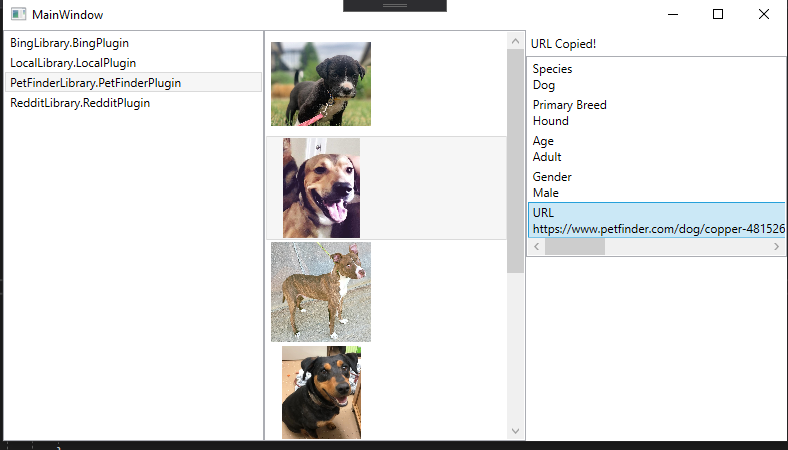 MainWindow
BingLibrary.BingPlugin
LocalLibrary.LocalPlugin
PetFinderLibrary.PetFinderPlugin
RedditLibrary.RedditPlugin
URL Copied!
Species
Dog
Primary Breed
Hound
Age
Adult
Gender
Male
URL
https://www.petfinder.com/dog/copper-481526